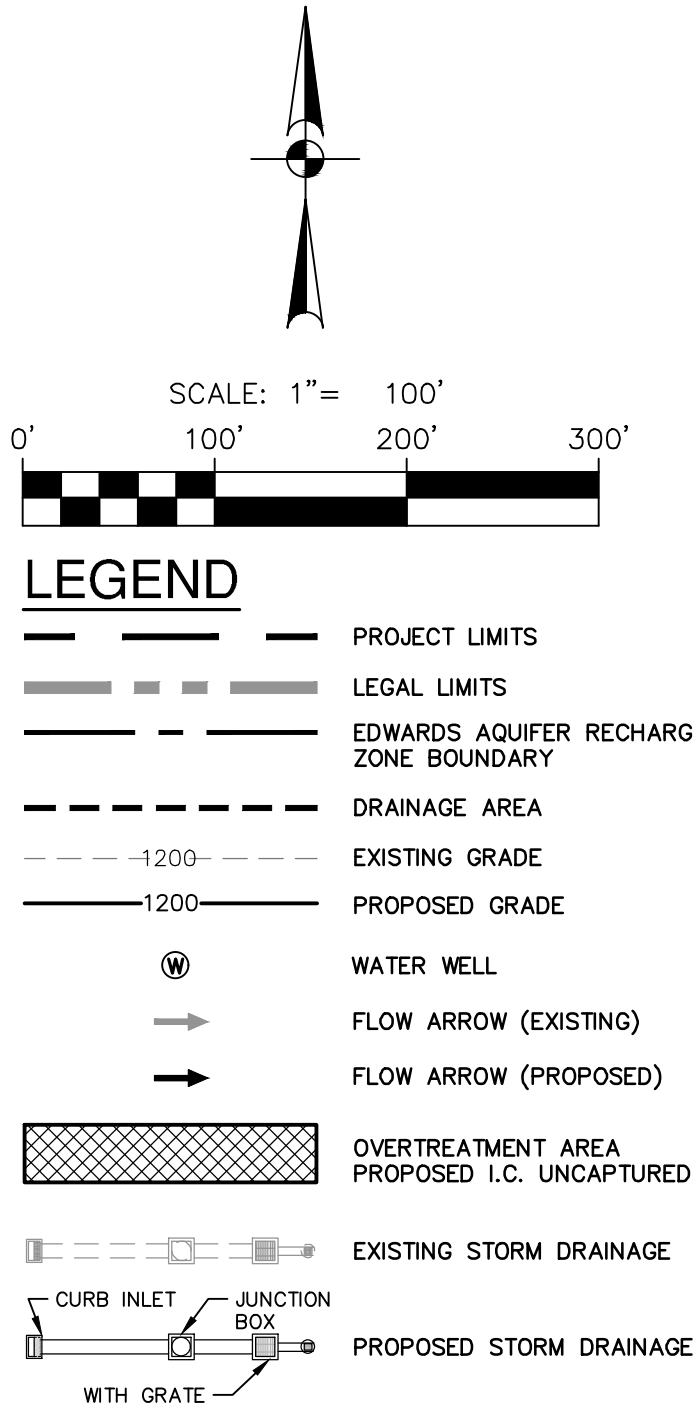 SCALE: 1"= 100'
0' 100' 200' 300'
LEGEND
PROJECT LIMITS
LEGAL LIMITS
EDWARDS AQUIFER RECHARG
ZONE BOUNDARY
DRAINAGE AREA
1200 EXISTING GRADE
1200 PROPOSED GRADE
W WATER WELL
FLOW ARROW (EXISTING)
FLOW ARROW (PROPOSED)
OVERTREATMENT AREA
PROPOSED I.C. UNCAPTURED
EXISTING STORM DRAINAGE
CURB INLET
JUNCTION
BOX
PROPOSED STORM DRAINAGE
WITH GRATE